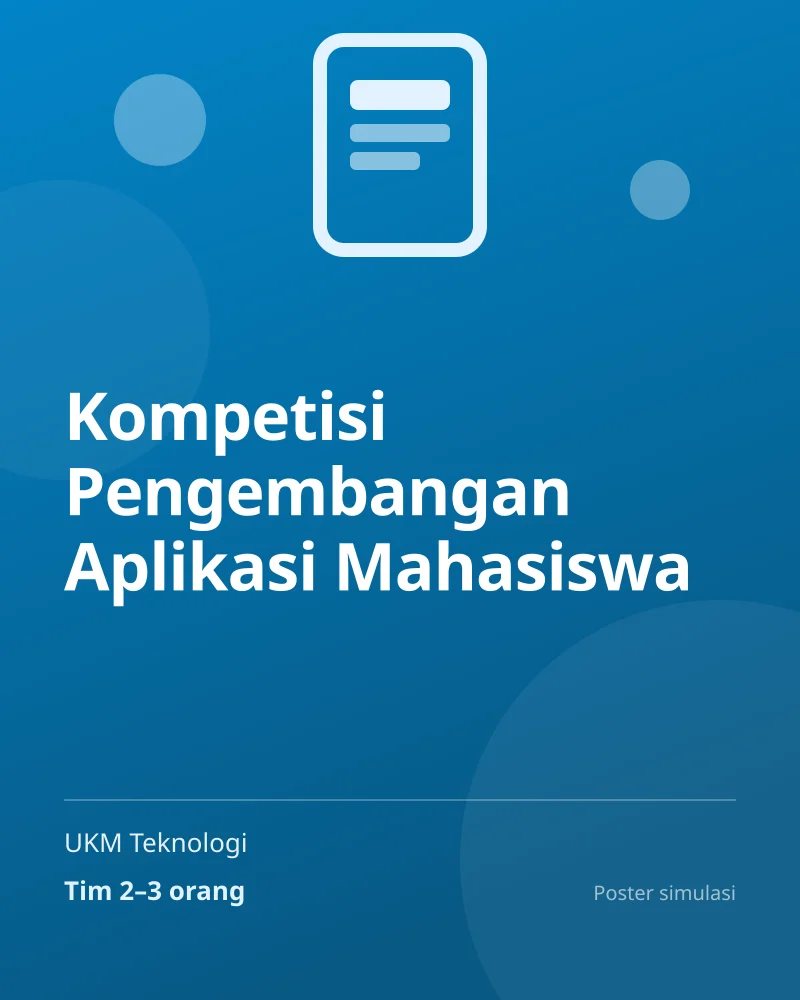 Kompetisi
Pengembangan
Aplikasi Mahasiswa
UKM Teknologi
Tim 2–3 orang
Poster simulasi